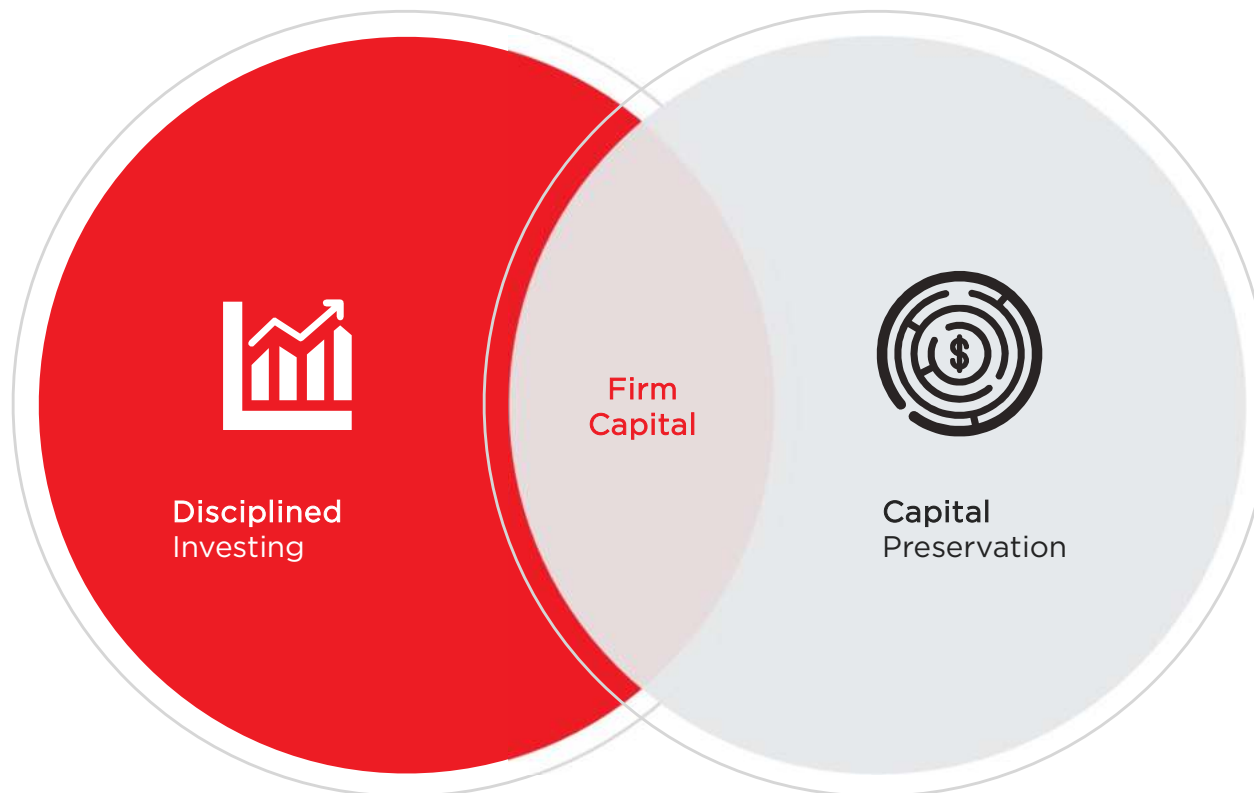 Firm
Capital
Disciplined
Investing
$
Capital
Preservation